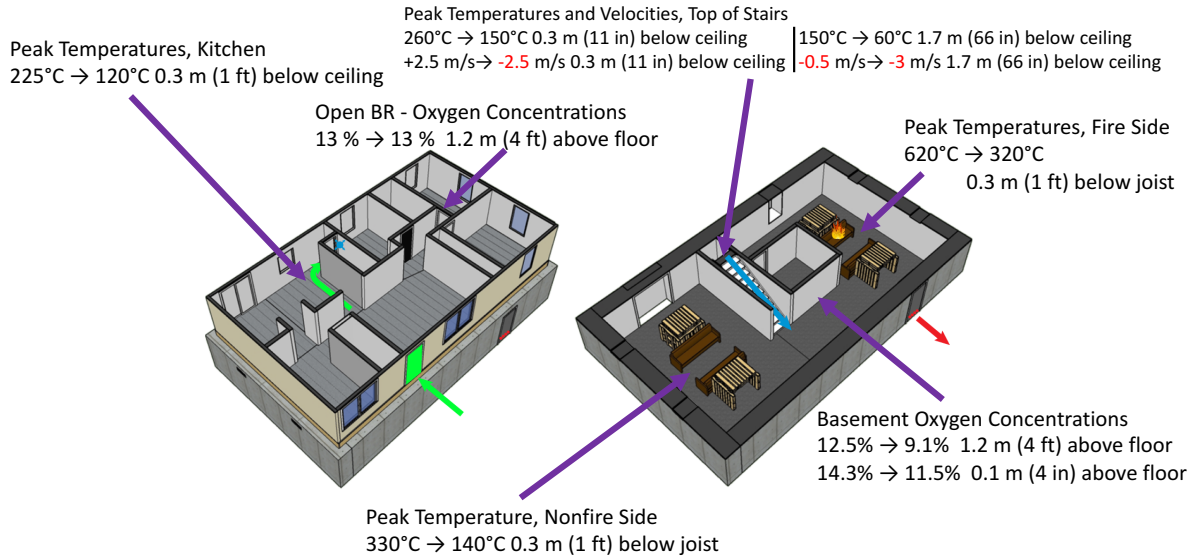 Peak Temperatures and Velocities, Top of Stairs
260°C → 150°C 0.3 m (11 in) below ceiling
+2.5 m/s→ -2.5 m/s 0.3 m (11 in) below ceiling
150°C → 60°C 1.7 m (66 in) below ceiling
-0.5 m/s→ -3 m/s 1.7 m (66 in) below ceiling
Peak Temperatures, Kitchen
225°C → 120°C 0.3 m (1 ft) below ceiling
Open BR - Oxygen Concentrations
13 % → 13 % 1.2 m (4 ft) above floor
Peak Temperatures, Fire Side
620°C → 320°C
0.3 m (1 ft) below joist
Basement Oxygen Concentrations
12.5% → 9.1% 1.2 m (4 ft) above floor
14.3% → 11.5% 0.1 m (4 in) above floor
Peak Temperature, Nonfire Side
330°C → 140°C 0.3 m (1 ft) below joist